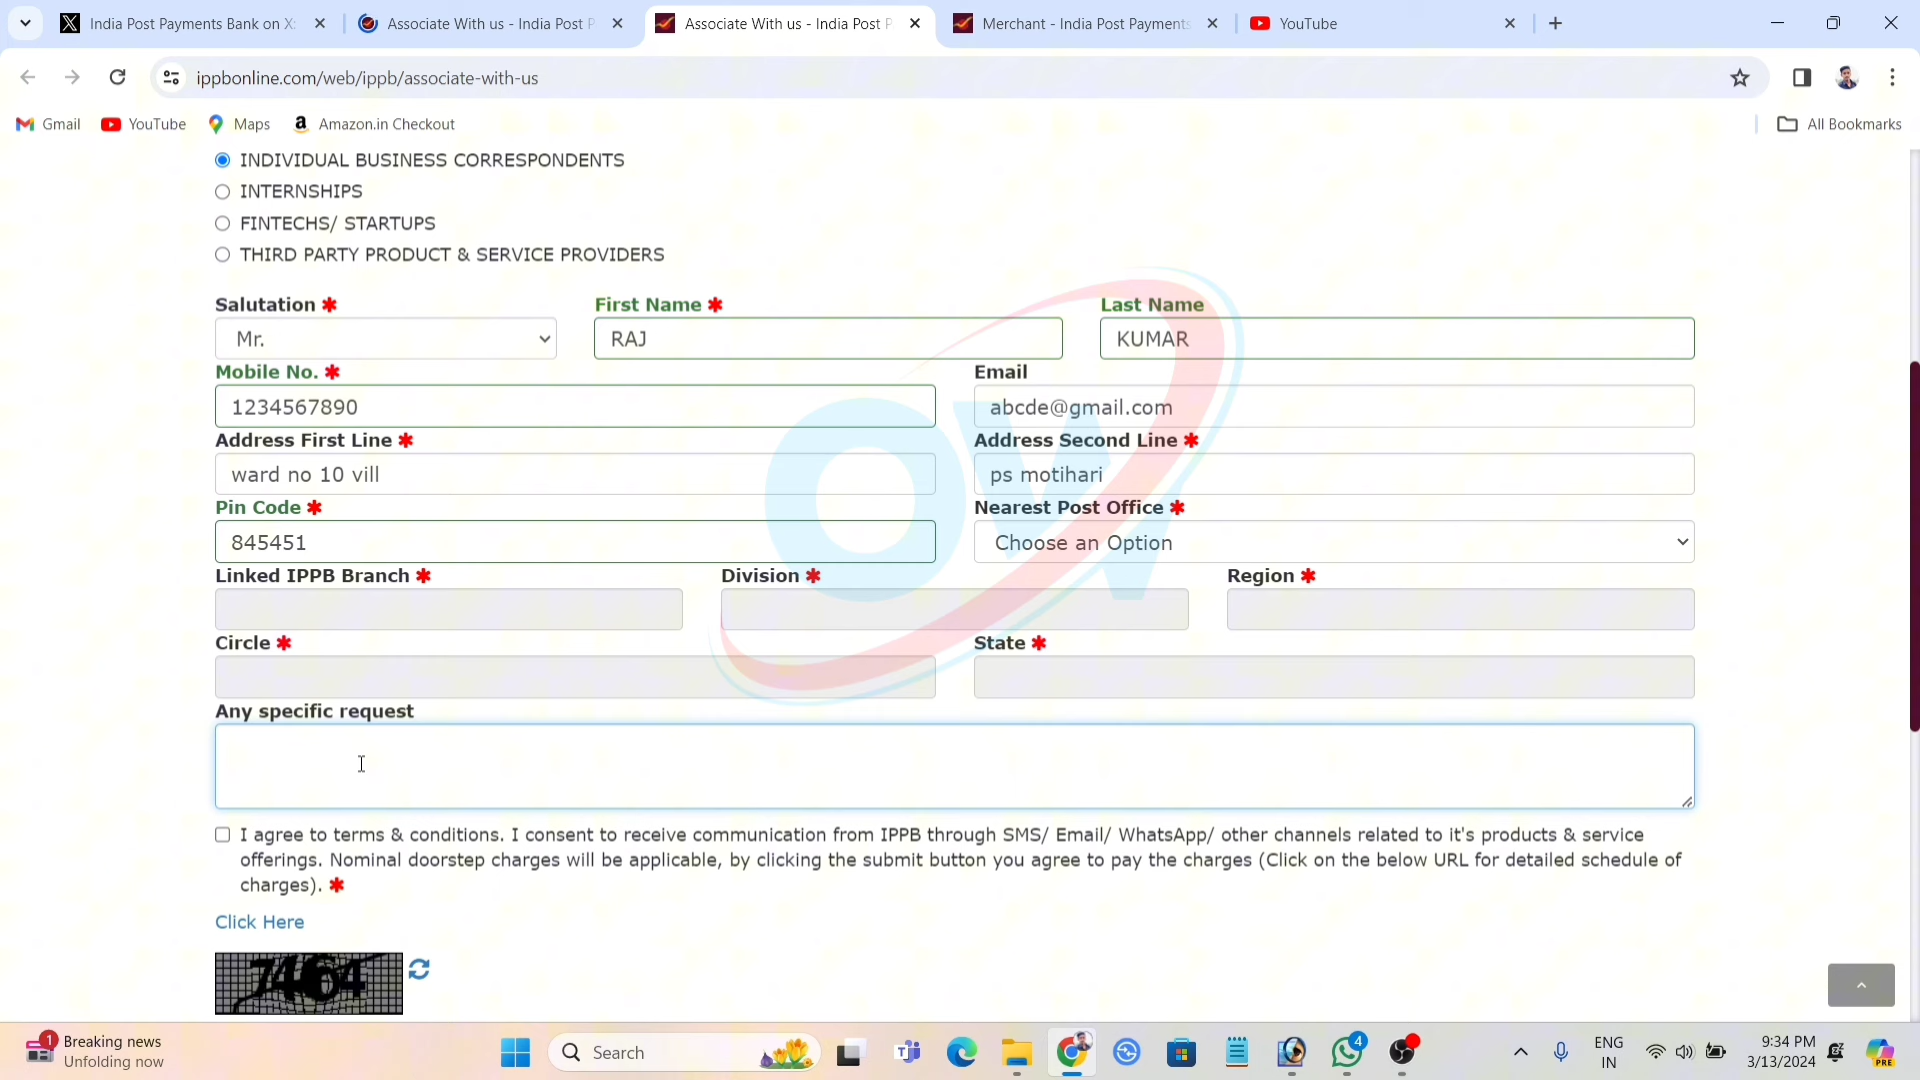 India Post Payments Bank on X:
Associate With us - India Post P
Associate With us - India Post P
Merchant - India Post Payments
YouTube
ippbonline.com/web/ippb/associate-with-us
Gmail
YouTube
Maps
Amazon.in Checkout
All Bookmarks
INDIVIDUAL BUSINESS CORRESPONDENTS
INTERNSHIPS
FINTECHS/ STARTUPS
THIRD PARTY PRODUCT & SERVICE PROVIDERS
Salutation * First Name * Last Name
Mr. RAJ KUMAR
Mobile No. * Email
1234567890 abcde@gmail.com
Address First Line * Address Second Line *
ward no 10 vill ps motihari
Pin Code * Nearest Post Office *
845451 Choose an Option
Linked IPPB Branch * Division * Region *
Circle * State *
Any specific request
I agree to terms & conditions. I consent to receive communication from IPPB through SMS/ Email/ WhatsApp/ other channels related to it's products & service
offerings. Nominal doorstep charges will be applicable, by clicking the submit button you agree to pay the charges (Click on the below URL for detailed schedule of
charges). *
Click Here
7464
OW
1 Breaking news
Unfolding now
Search
4
PRE
ENG
IN
9:34 PM
3/13/2024